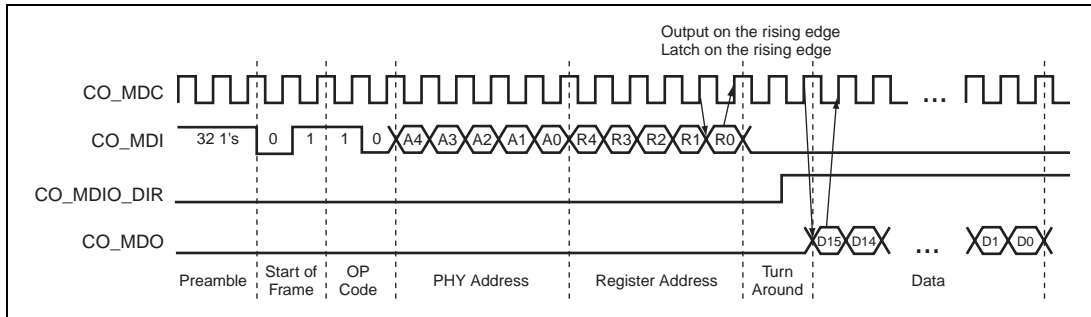 Output on the rising edge
Latch on the rising edge
CO_MDC
...
CO_MDI
32 1's 0 1 1 0 A4 A3 A2 A1 A0 R4 R3 R2 R1 R0
CO_MDIO_DIR
CO_MDO
D15 D14 ... D1 D0
Preamble
Start of
Frame
OP
Code
PHY Address
Register Address
Turn
Around
Data